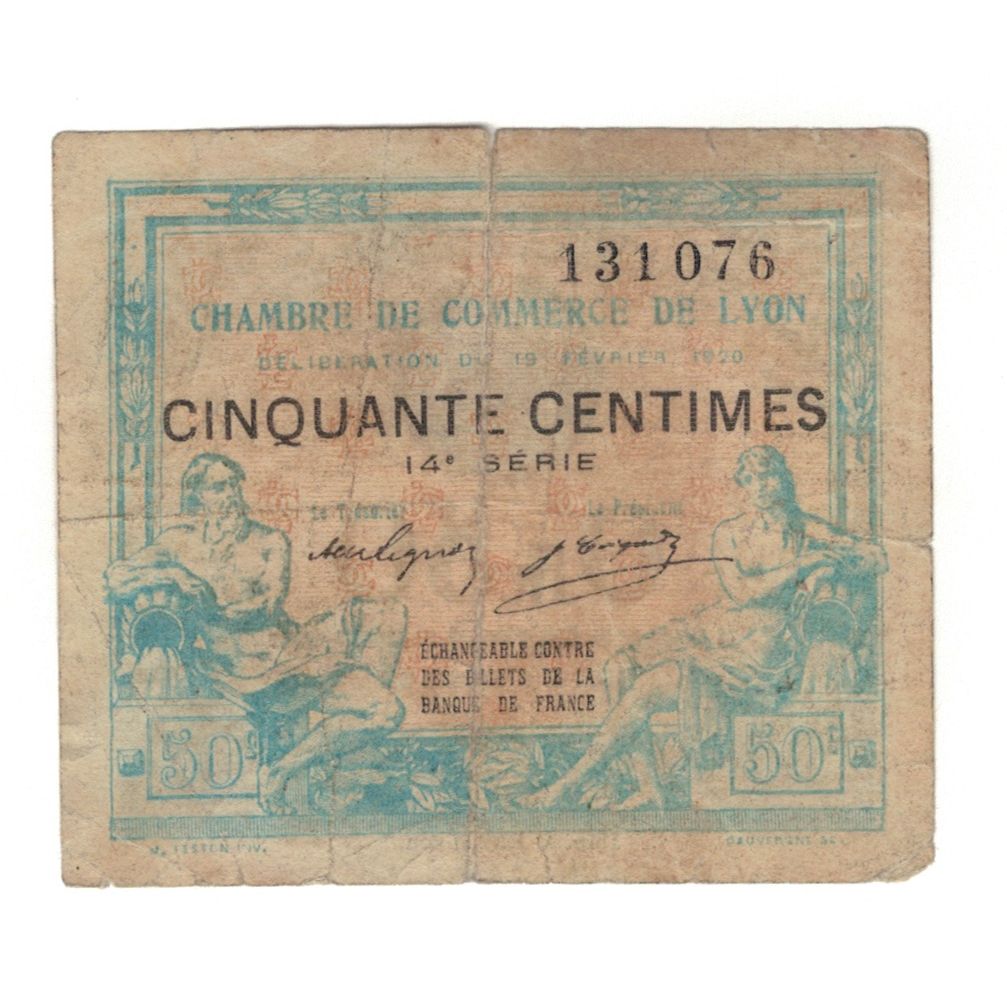 131076
CHAMBRE DE COMMERCE DE LYON
DÉLIBÉRATION DU 19 FÉVRIER 1920
CINQUANTE CENTIMES
14e SÉRIE
Le Trésorier Le Président
ÉCHANGEABLE CONTRE
DES BILLETS DE LA
BANQUE DE FRANCE
50c 50c